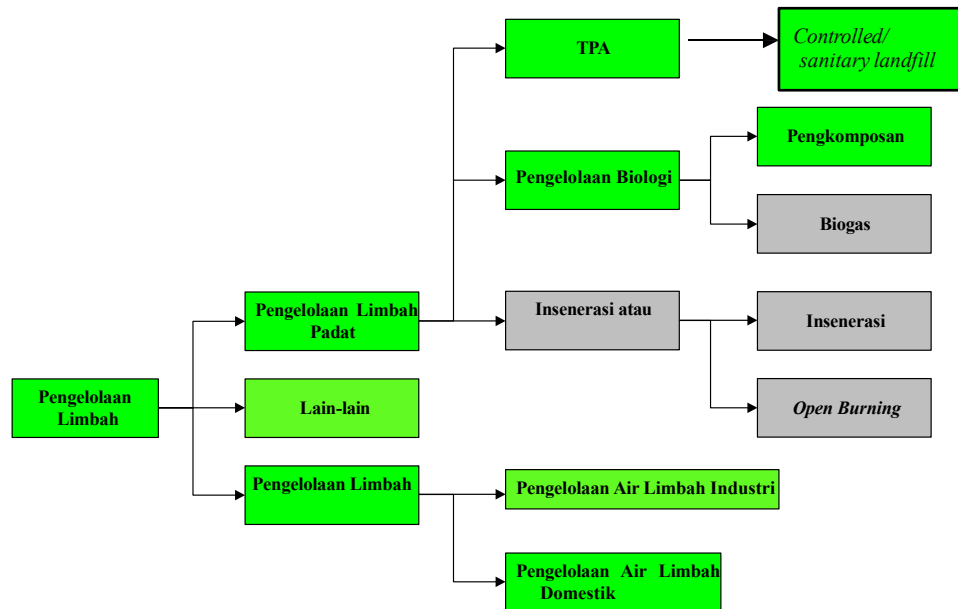 TPA
Controlled/
sanitary landfill
Pengkomposan
Pengelolaan Biologi
Biogas
Pengelolaan Limbah
Padat
Insenerasi atau
Insenerasi
Pengelolaan
Limbah
Lain-lain
Open Burning
Pengelolaan Limbah
Pengelolaan Air Limbah Industri
Pengelolaan Air Limbah
Domestik